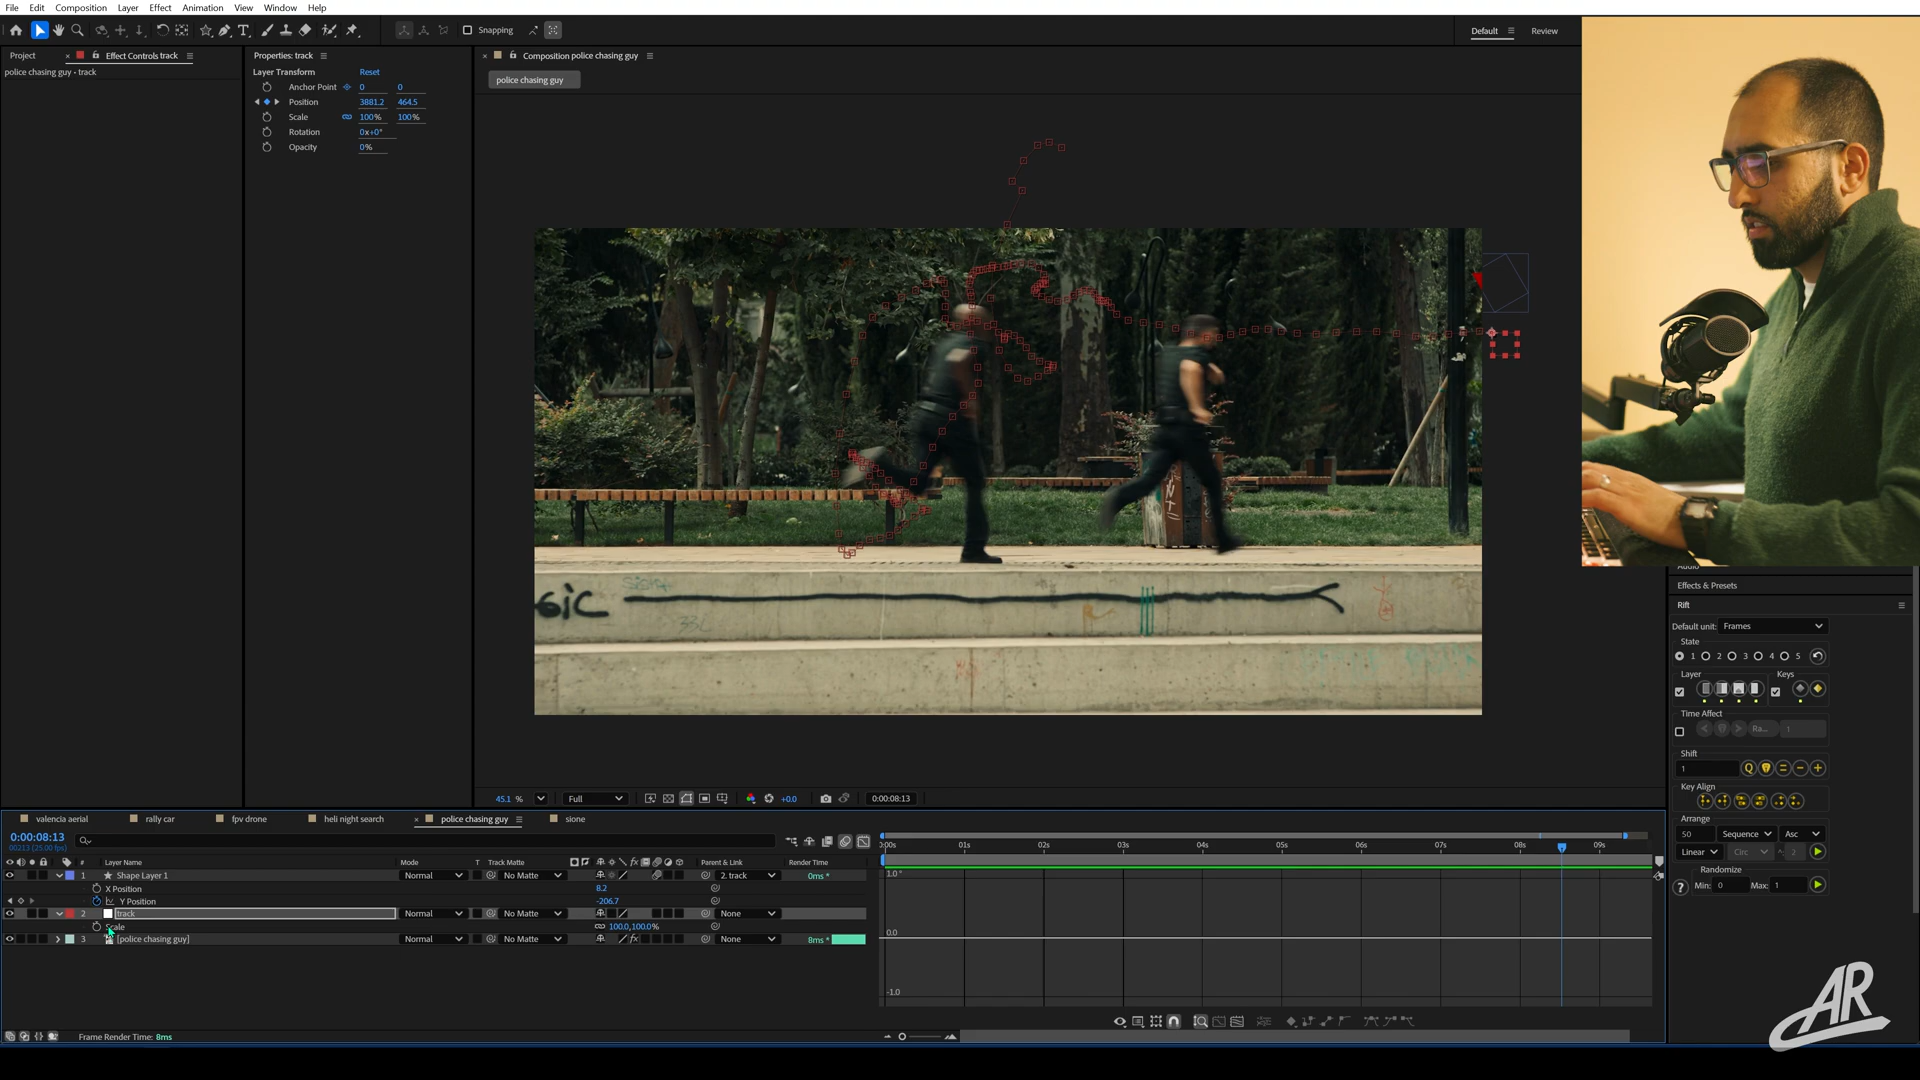 File Edit Composition Layer Effect Animation View Window Help
Snapping
Default Review
Project Effect Controls track
police chasing guy • track
Properties: track
Layer Transform Reset
Anchor Point 0 0
Position 3881.2 464.5
Scale 100% 100%
Rotation 0x+0°
Opacity 0%
Composition police chasing guy
police chasing guy
GIC
45.1 % Full +0.0 0:00:08:13
Effects & Presets
Rift
Default unit: Frames
State
1 2 3 4 5
Layer Keys
Time Affect
Ra... 1
Shift
1
Key Align
Arrange
50 Sequence Asc
Linear Circ 2
Randomize
Min: 0 Max: 1
valencia aerial rally car fpv drone heli night search police chasing guy sione
0:00:08:13
00213 (25.00 fps)
# Layer Name Mode T Track Matte Parent & Link Render Time
1 Shape Layer 1 Normal No Matte 2. track 0ms
X Position 8.2
Y Position -206.7
2 track Normal No Matte None
Scale 100.0,100.0%
3 [police chasing guy] Normal No Matte None 8ms
01s 02s 03s 04s 05s 06s 07s 08s 09s
1.0
0.0
-1.0
Frame Render Time: 8ms
AR